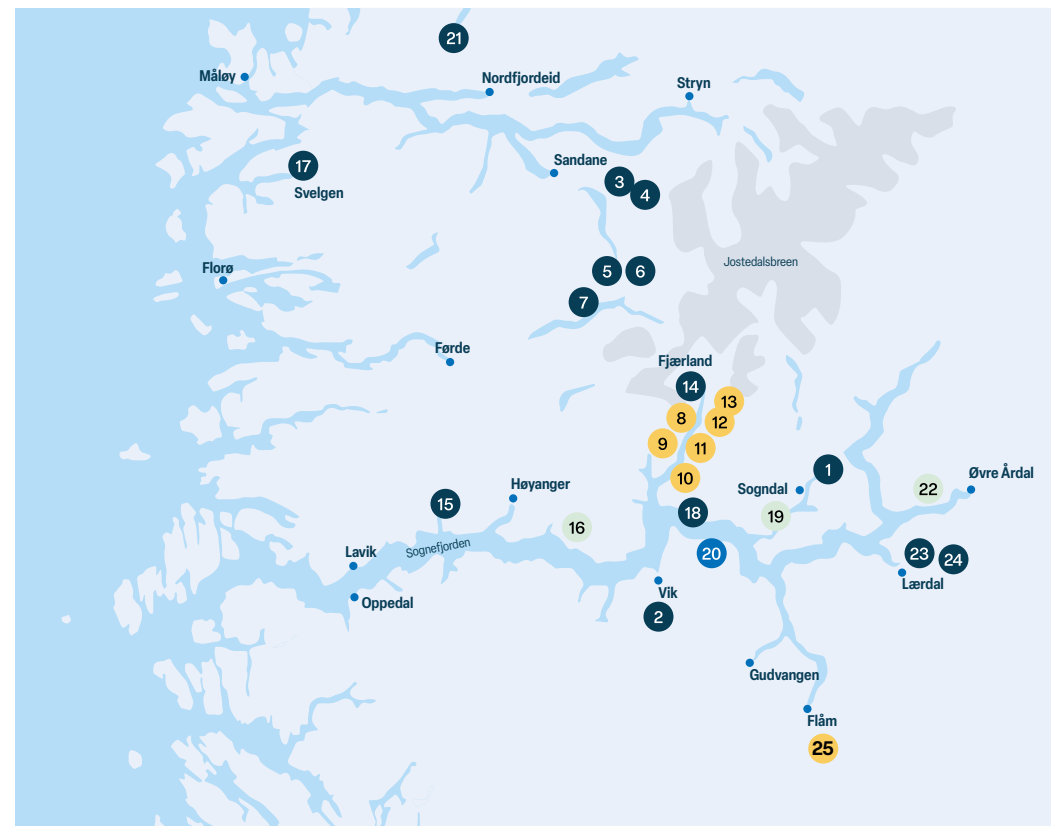 21
Måløy
Nordfjordeid
Stryn
17
Svelgen
Sandane
3
4
Florø
5
6
Jostedalsbreen
7
Førde
Fjærland
14
13
8
12
9
11
10
1
Øvre Årdal
Høyanger
Sogndal
22
15
18
19
16
Sognefjorden
20
Lavik
23
24
Lærdal
Oppedal
Vik
2
Gudvangen
Flåm
25